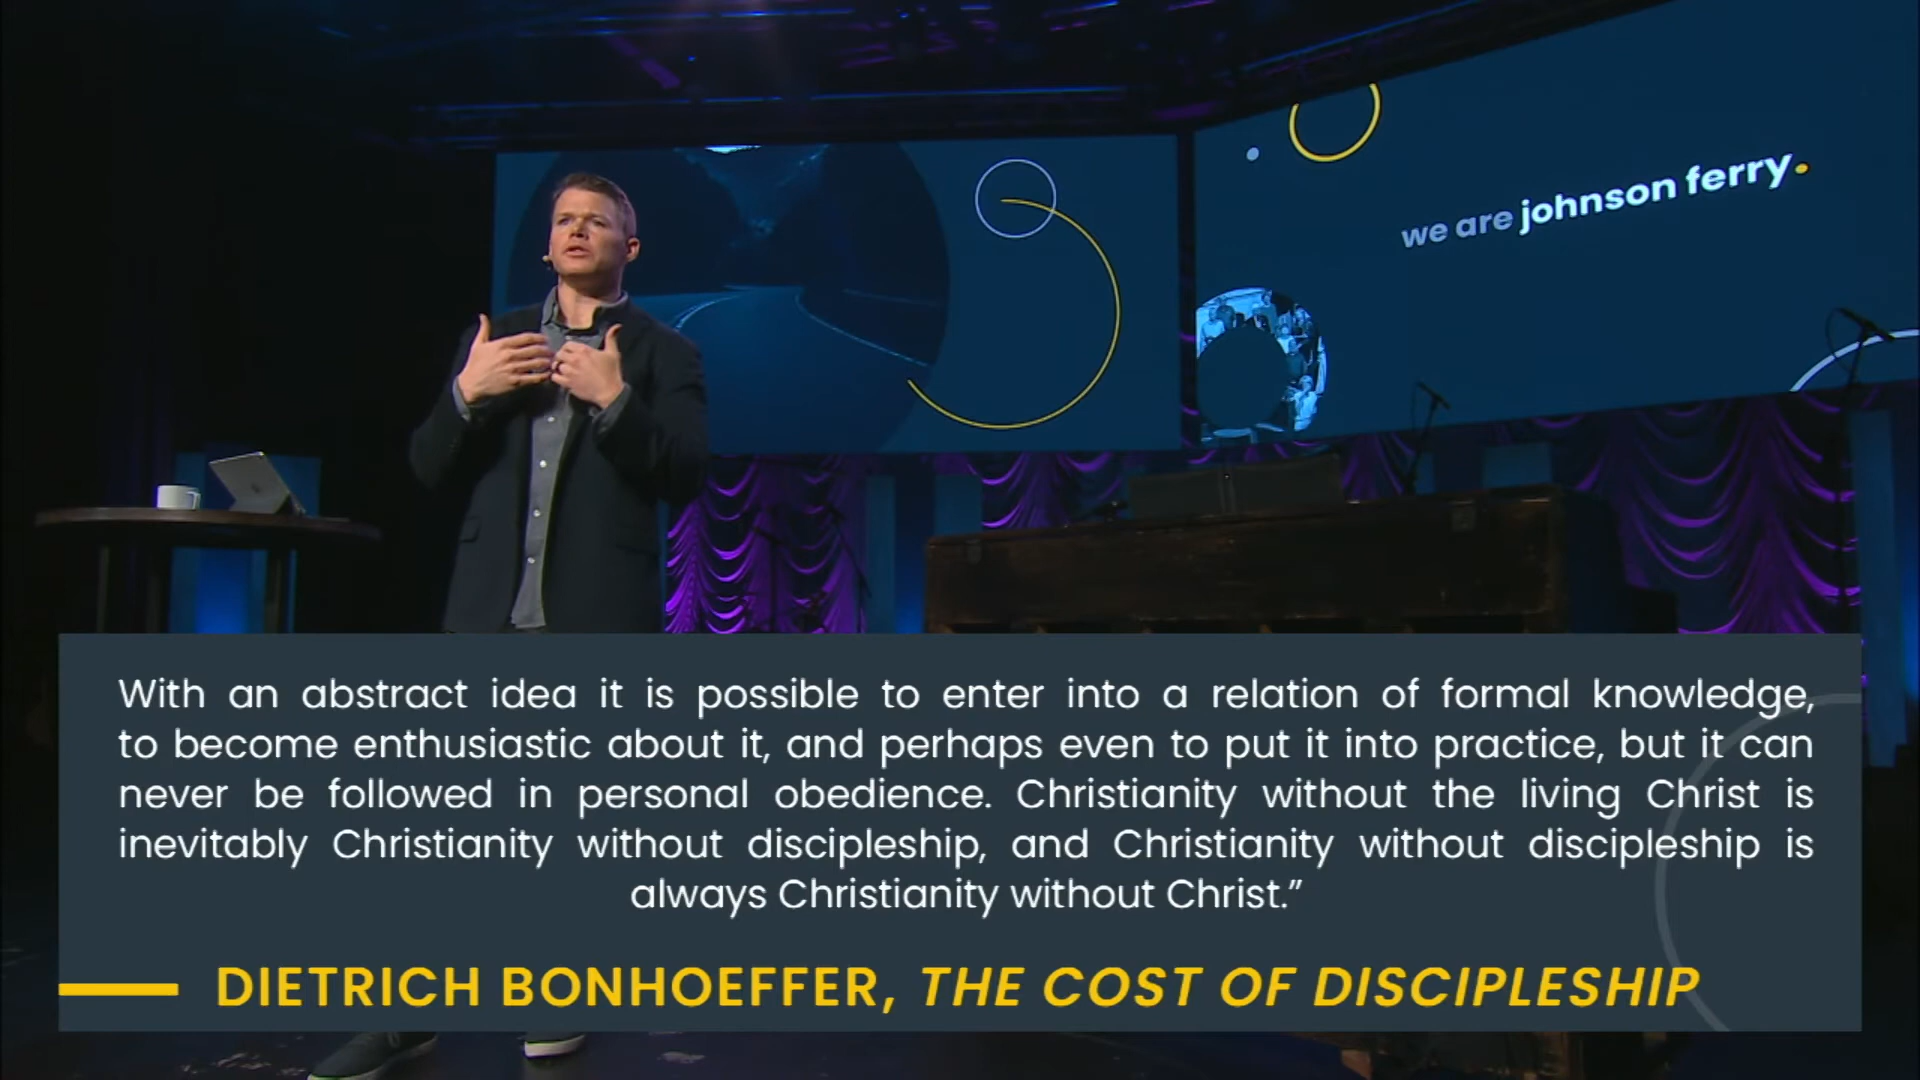 we are johnson ferry.
With an abstract idea it is possible to enter into a relation of formal knowledge,
to become enthusiastic about it, and perhaps even to put it into practice, but it can
never be followed in personal obedience. Christianity without the living Christ is
inevitably Christianity without discipleship, and Christianity without discipleship is
always Christianity without Christ.”
DIETRICH BONHOEFFER, THE COST OF DISCIPLESHIP